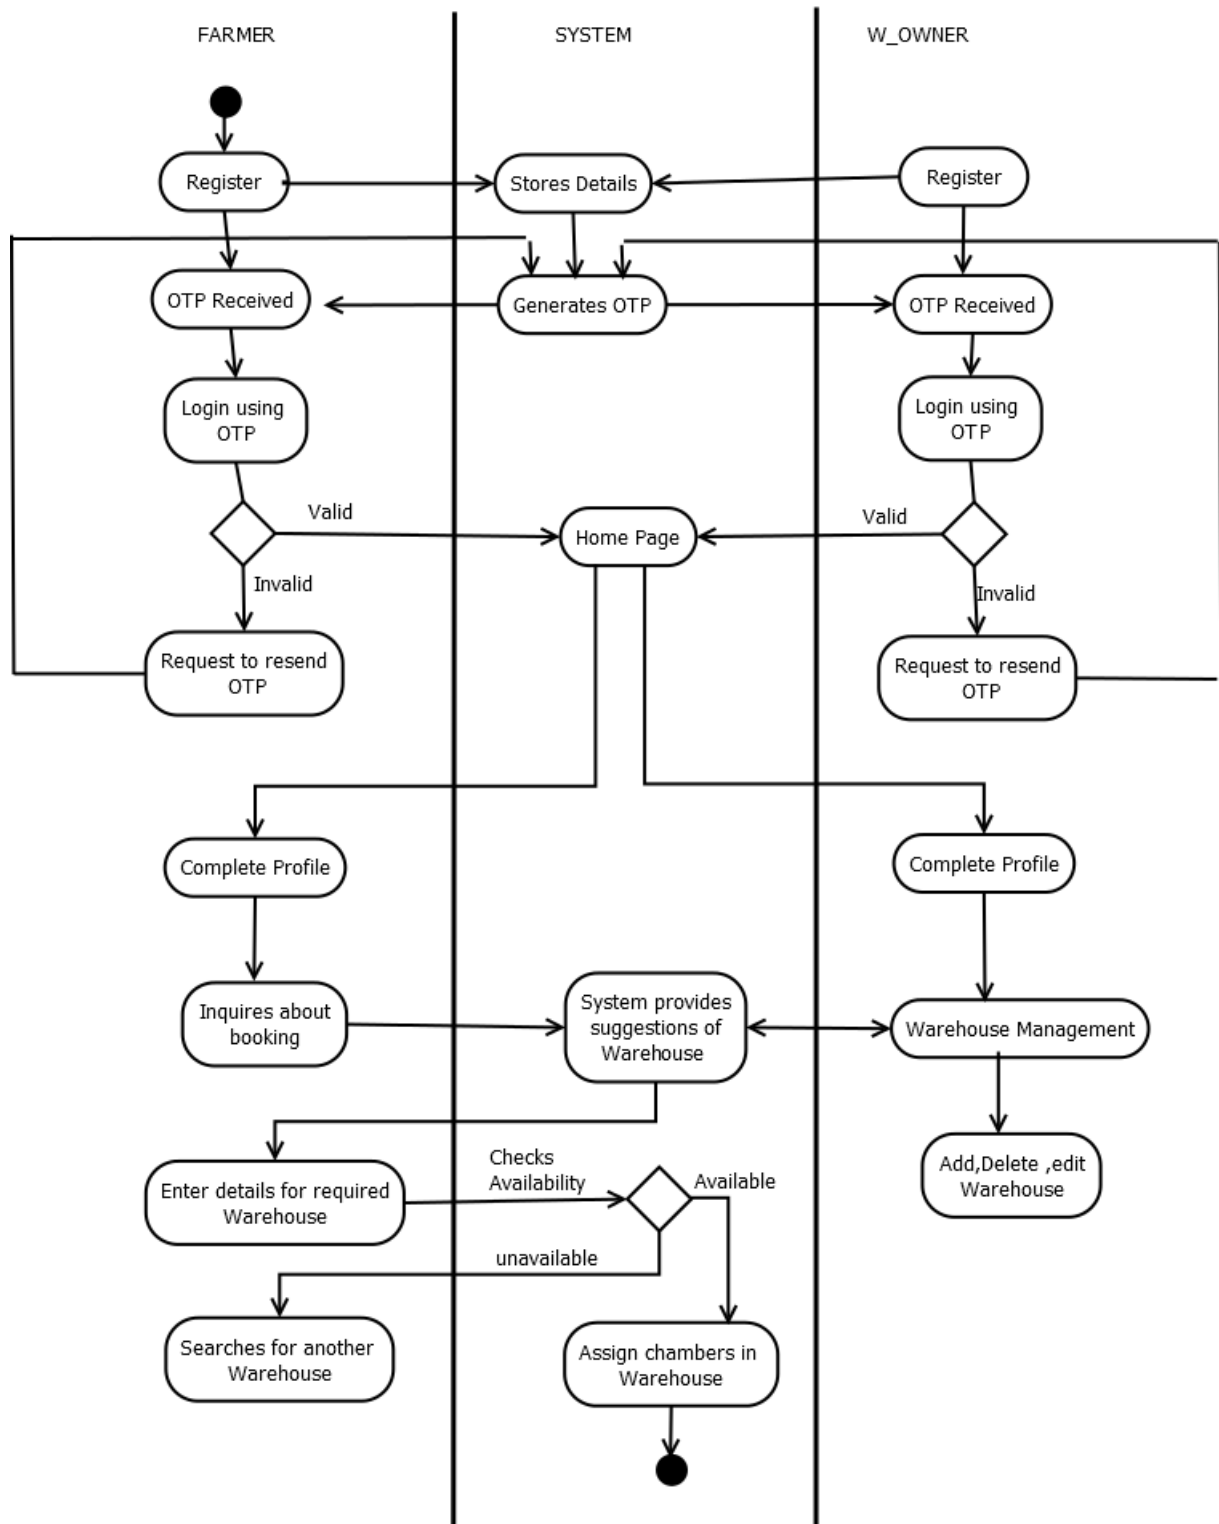 FARMER
SYSTEM
W_OWNER
Register
Stores Details
Register
OTP Received
Generates OTP
OTP Received
Login using
OTP
Login using
OTP
Valid
Home Page
Valid
Invalid
Invalid
Request to resend
OTP
Request to resend
OTP
Complete Profile
Complete Profile
Inquires about
booking
System provides
suggestions of
Warehouse
Warehouse Management
Enter details for required
Warehouse
Checks
Availability
Available
Add,Delete ,edit
Warehouse
unavailable
Searches for another
Warehouse
Assign chambers in
Warehouse